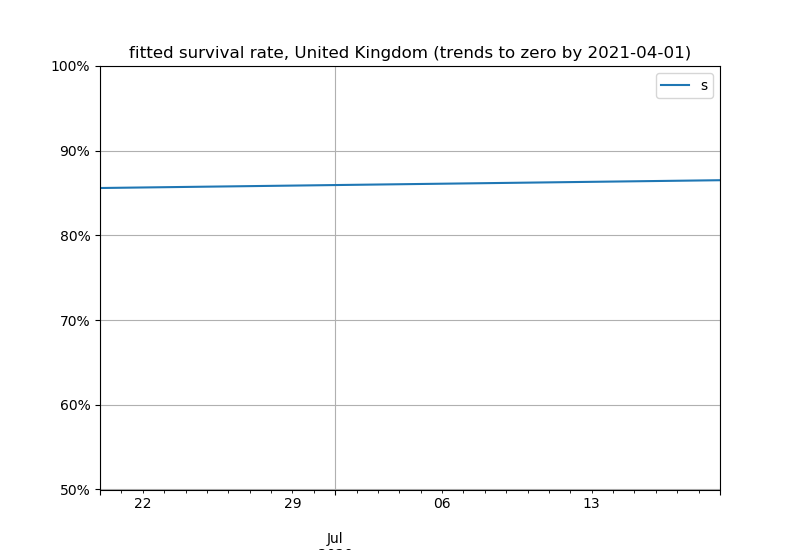 fitted survival rate, United Kingdom (trends to zero by 2021-04-01)
100%
s
90%
80%
70%
60%
50%
22 29 06 13
Jul